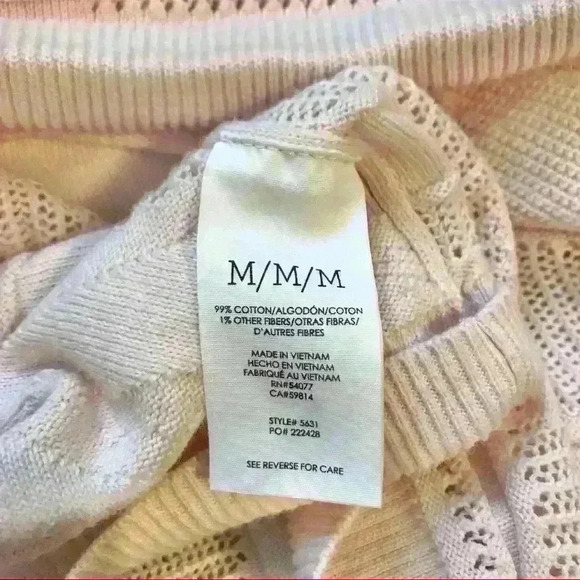 M/M/M
99% COTTON/ALGODÓN/COTON
1% OTHER FIBERS/OTRAS FIBRAS/
D'AUTRES FIBRES
MADE IN VIETNAM
HECHO EN VIETNAM
FABRIQUÉ AU VIETNAM
RN#54077
CA#59814
STYLE# 5631
PO# 222428
SEE REVERSE FOR CARE